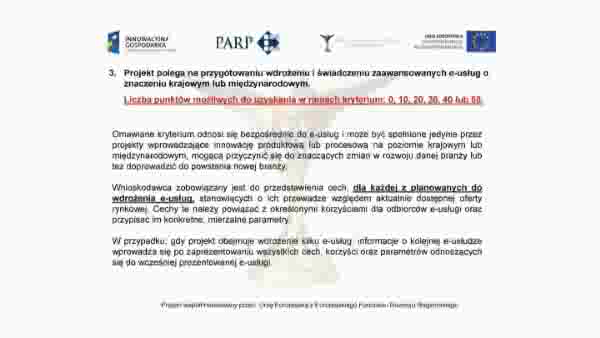 INNOWACYJNA
GOSPODARKA
PARP
UNIA EUROPEJSKA
3. Projekt polega na przygotowaniu wdrożeniu i świadczeniu zaawansowanych e-usług o
znaczeniu krajowym lub międzynarodowym.
Liczba punktów możliwych do uzyskania w ramach kryterium: 0, 10, 20, 30, 40 lub
Omawiane kryterium odnosi się bezpośrednio do e-usług i może być spełnione jedynie przez
projekty wprowadzające innowację produktową lub procesową na poziomie krajowym lub
międzynarodowym, mogącą przyczynić się do znaczących zmian w rozwoju danej branży lub
też doprowadzić do powstania nowej branży.
Wnioskodawca zobowiązany jest do przedstawienia cech, dla każdej z planowanych do
wdrożenia e-usług, stanowiących o ich przewadze względem aktualnie dostępnej oferty
rynkowej. Cechy te należy powiązać z określonymi korzyściami dla odbiorców e-usługi oraz
przypisać im konkretne, mierzalne parametry.
W przypadku, gdy projekt obejmuje wdrożenie kilku e-usług, informacje o kolejnej e-usłudze
wprowadza się po zaprezentowaniu wszystkich cech, korzyści oraz parametrów odnoszących
się do wcześniej prezentowanej e-usługi.
Projekt współfinansowany przez Unię Europejską z Europejskiego Funduszu Rozwoju Regionalnego